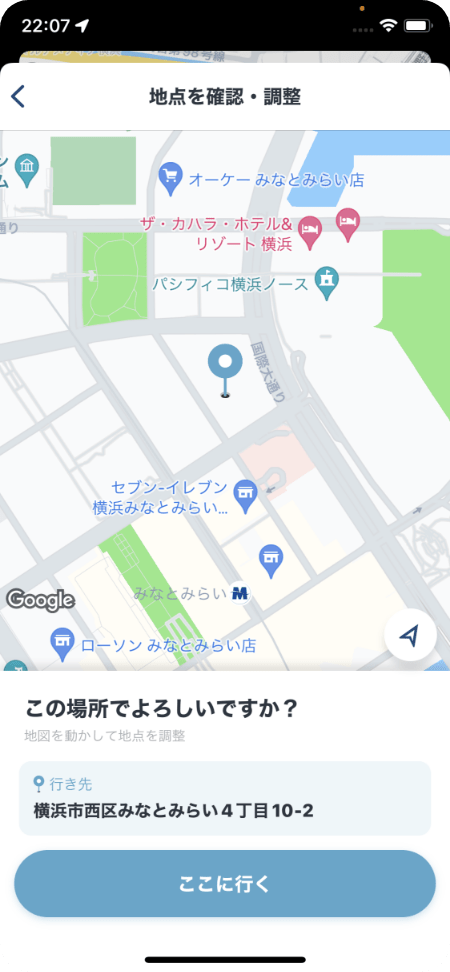 22:07
地点を確認・調整
オーケー みなとみらい店
ザ・カハラ・ホテル&
リゾート 横浜
パシフィコ横浜ノース
国際大通り
セブン-イレブン
横浜みなとみらい...
みなとみらい
Google
ローソン みなとみらい店
この場所でよろしいですか？
地図を動かして地点を調整
行き先
横浜市西区みなとみらい4丁目10-2
ここに行く